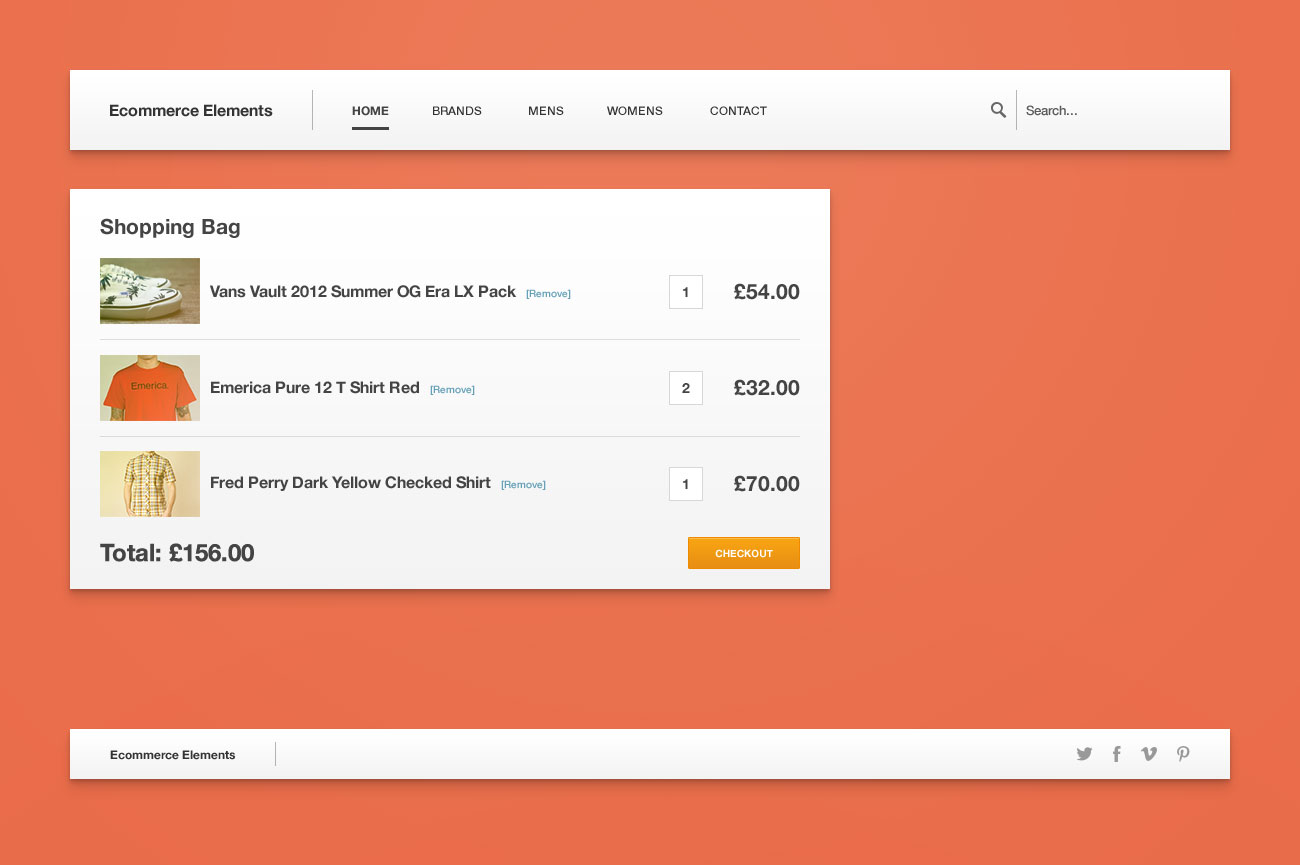 Ecommerce Elements HOME BRANDS MENS WOMENS CONTACT Search...
Shopping Bag
Vans Vault 2012 Summer OG Era LX Pack [Remove] 1 £54.00
Emerica.
Emerica Pure 12 T Shirt Red [Remove] 2 £32.00
Fred Perry Dark Yellow Checked Shirt [Remove] 1 £70.00
Total: £156.00 CHECKOUT
Ecommerce Elements